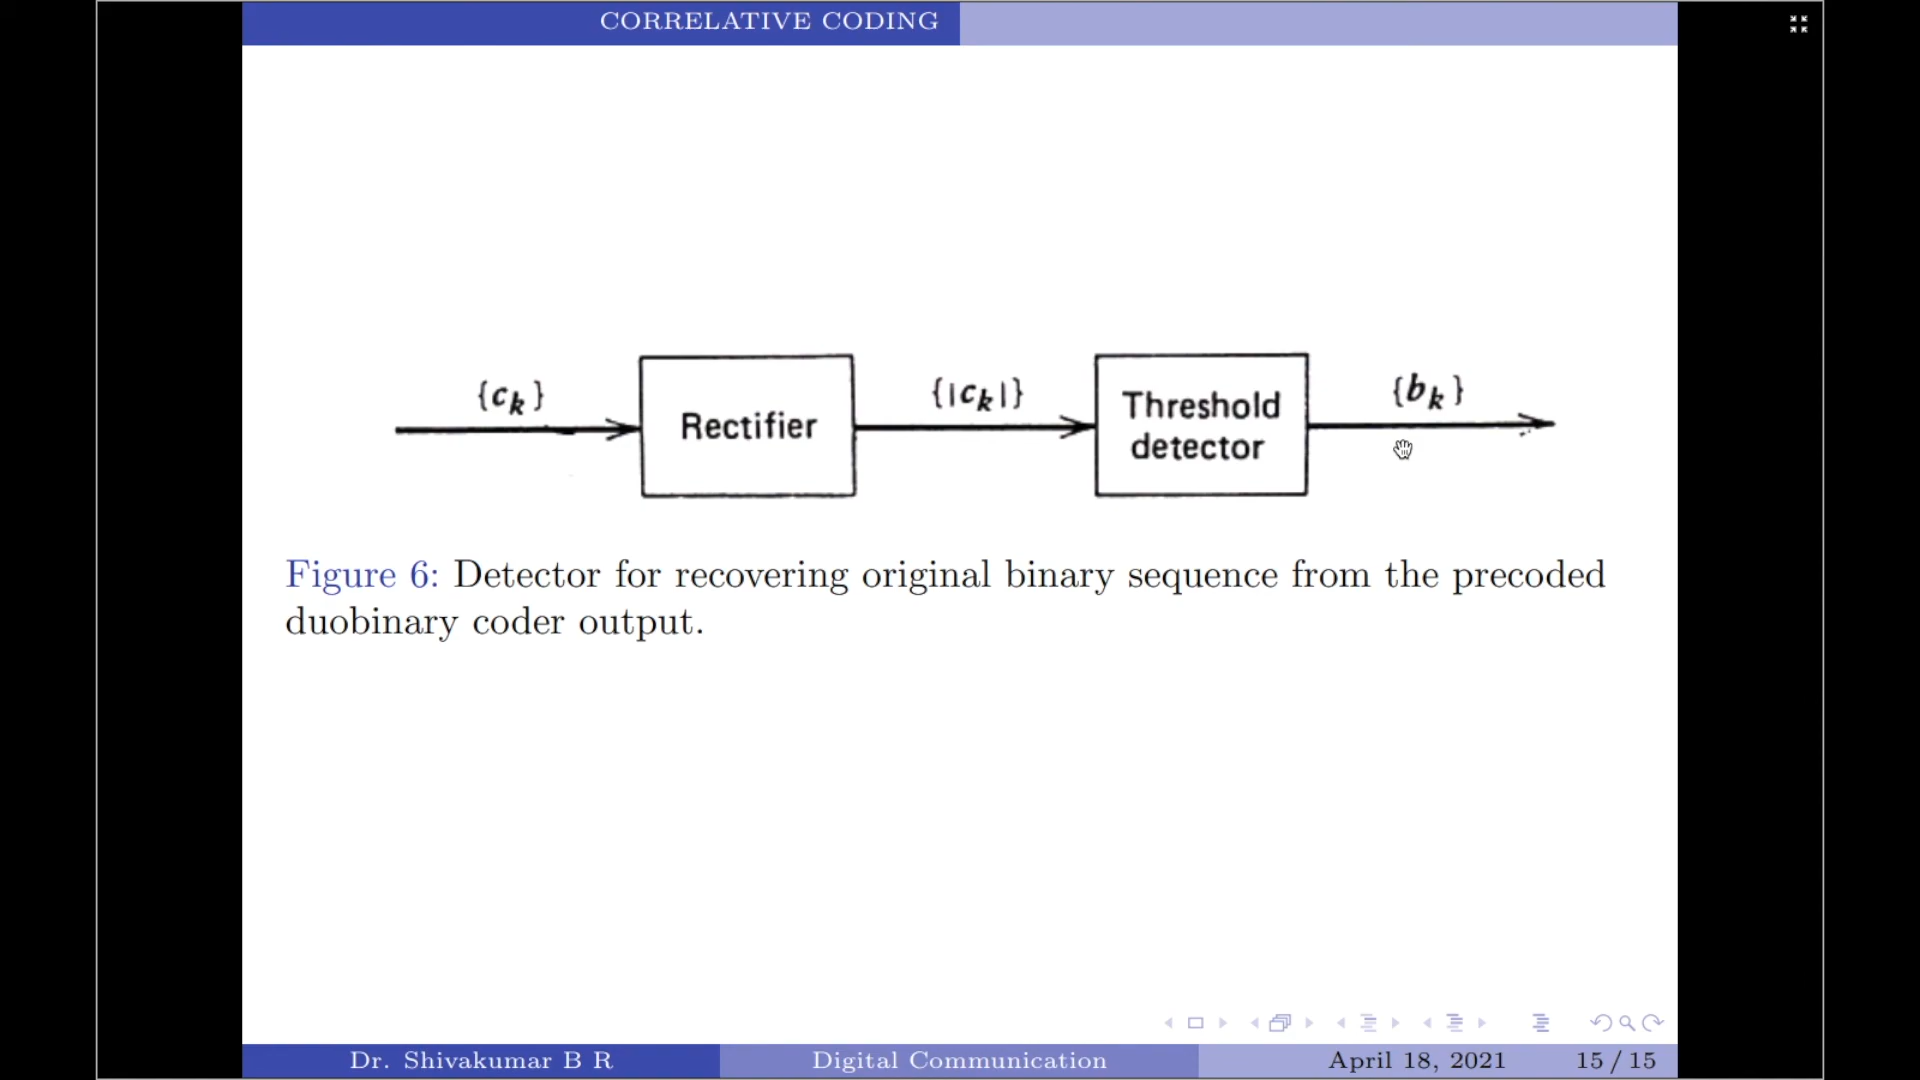 CORRELATIVE CODING
{c_k}
Rectifier
{|c_k|}
Threshold
detector
{b_k}
Figure 6: Detector for recovering original binary sequence from the precoded
duobinary coder output.
Dr. Shivakumar B R
Digital Communication
April 18, 2021
15 / 15